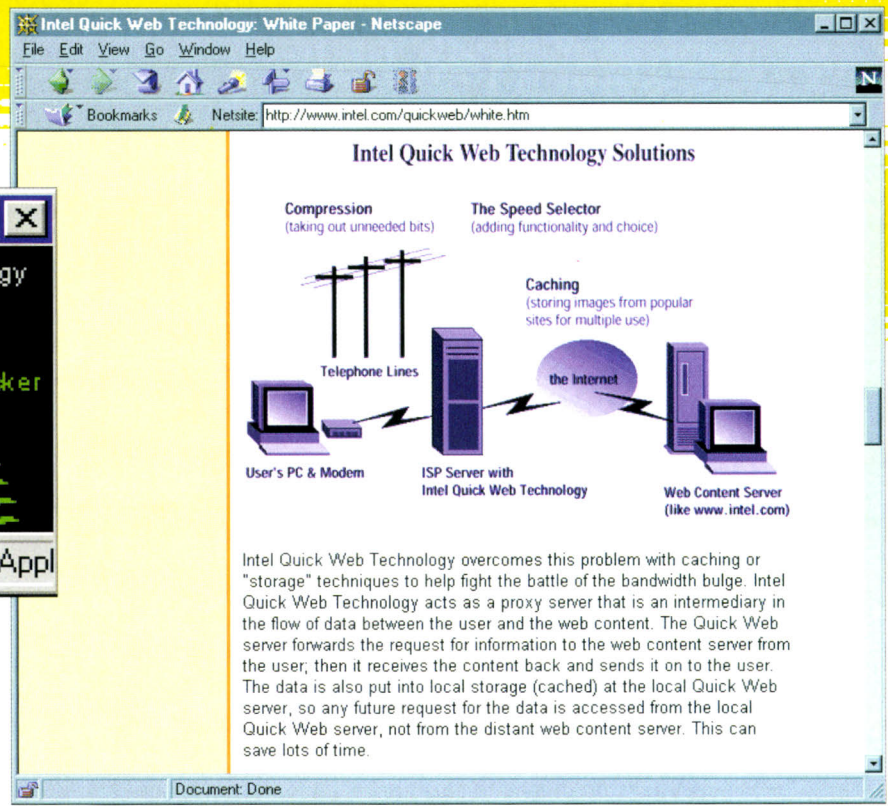 Intel Quick Web Technology: White Paper - Netscape
File Edit View Go Window Help
N
Bookmarks Netsite: http://www.intel.com/quickweb/white.htm
Intel Quick Web Technology Solutions
Compression
(taking out unneeded bits)
The Speed Selector
(adding functionality and choice)
Caching
(storing images from popular
sites for multiple use)
Telephone Lines
the Internet
User's PC & Modem
ISP Server with
Intel Quick Web Technology
Web Content Server
(like www.intel.com)
Intel Quick Web Technology overcomes this problem with caching or
"storage" techniques to help fight the battle of the bandwidth bulge. Intel
Quick Web Technology acts as a proxy server that is an intermediary in
the flow of data between the user and the web content. The Quick Web
server forwards the request for information to the web content server from
the user; then it receives the content back and sends it on to the user.
The data is also put into local storage (cached) at the local Quick Web
server, so any future request for the data is accessed from the local
Quick Web server, not from the distant web content server. This can
save lots of time.
Document: Done
gy
ker
Appl